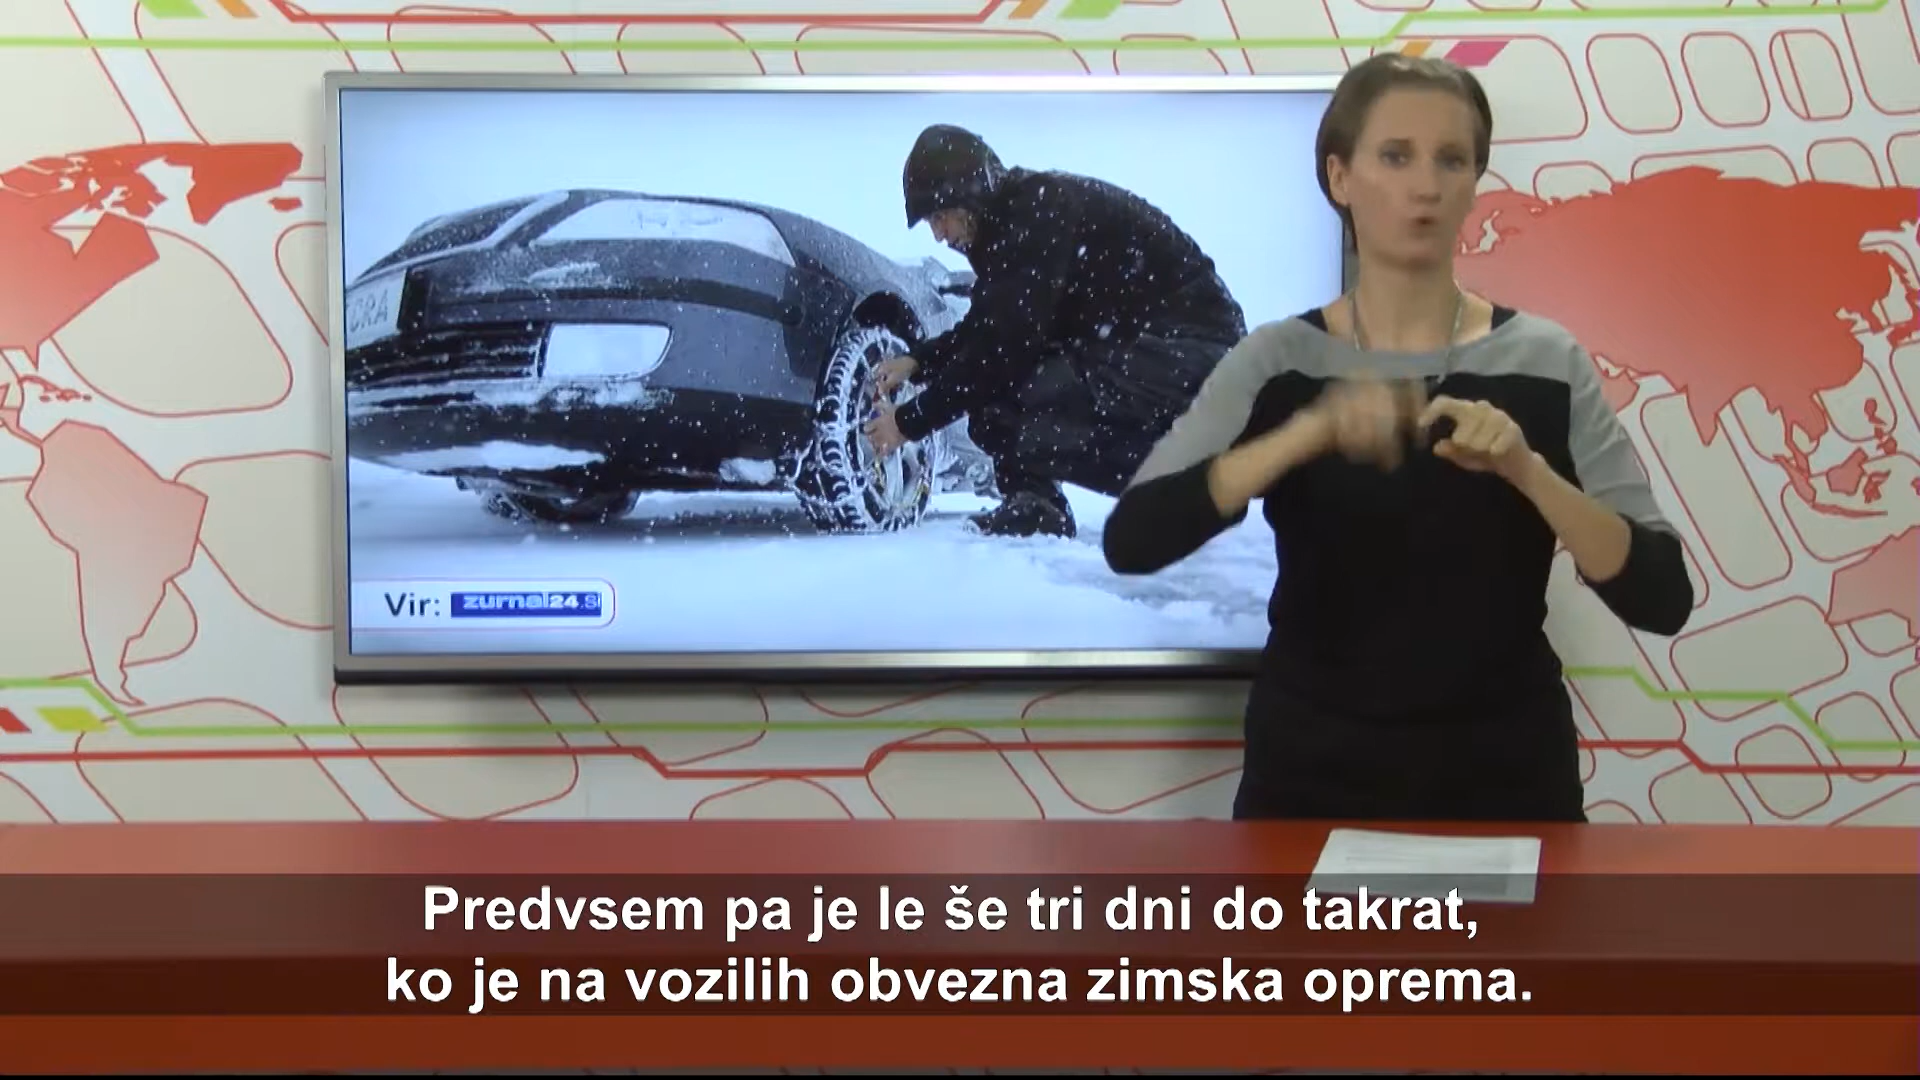 CRA
Vir: zurnal24.si
Predvsem pa je le še tri dni do takrat,
ko je na vozilih obvezna zimska oprema.